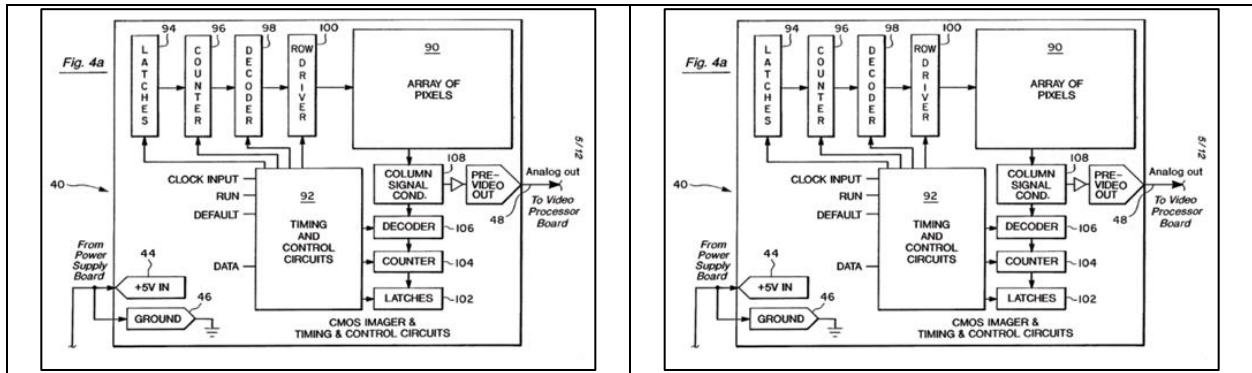 94
96
98
100
LATCHES
COUNTER
DECODER
ROW DRIVER
90
ARRAY OF
PIXELS
Fig. 4a
5/12
108
COLUMN
SIGNAL
COND.
PRE-
VIDEO
OUT
Analog out
48
To Video
Processor
Board
40
CLOCK INPUT
RUN
DEFAULT
DATA
92
TIMING
AND
CONTROL
CIRCUITS
DECODER
106
COUNTER
104
LATCHES
102
From
Power
Supply
Board
44
+5V IN
46
GROUND
CMOS IMAGER &
TIMING & CONTROL CIRCUITS
94
96
98
100
LATCHES
COUNTER
DECODER
ROW DRIVER
90
ARRAY OF
PIXELS
Fig. 4a
5/12
108
COLUMN
SIGNAL
COND.
PRE-
VIDEO
OUT
Analog out
48
To Video
Processor
Board
40
CLOCK INPUT
RUN
DEFAULT
DATA
92
TIMING
AND
CONTROL
CIRCUITS
DECODER
106
COUNTER
104
LATCHES
102
From
Power
Supply
Board
44
+5V IN
46
GROUND
CMOS IMAGER &
TIMING & CONTROL CIRCUITS